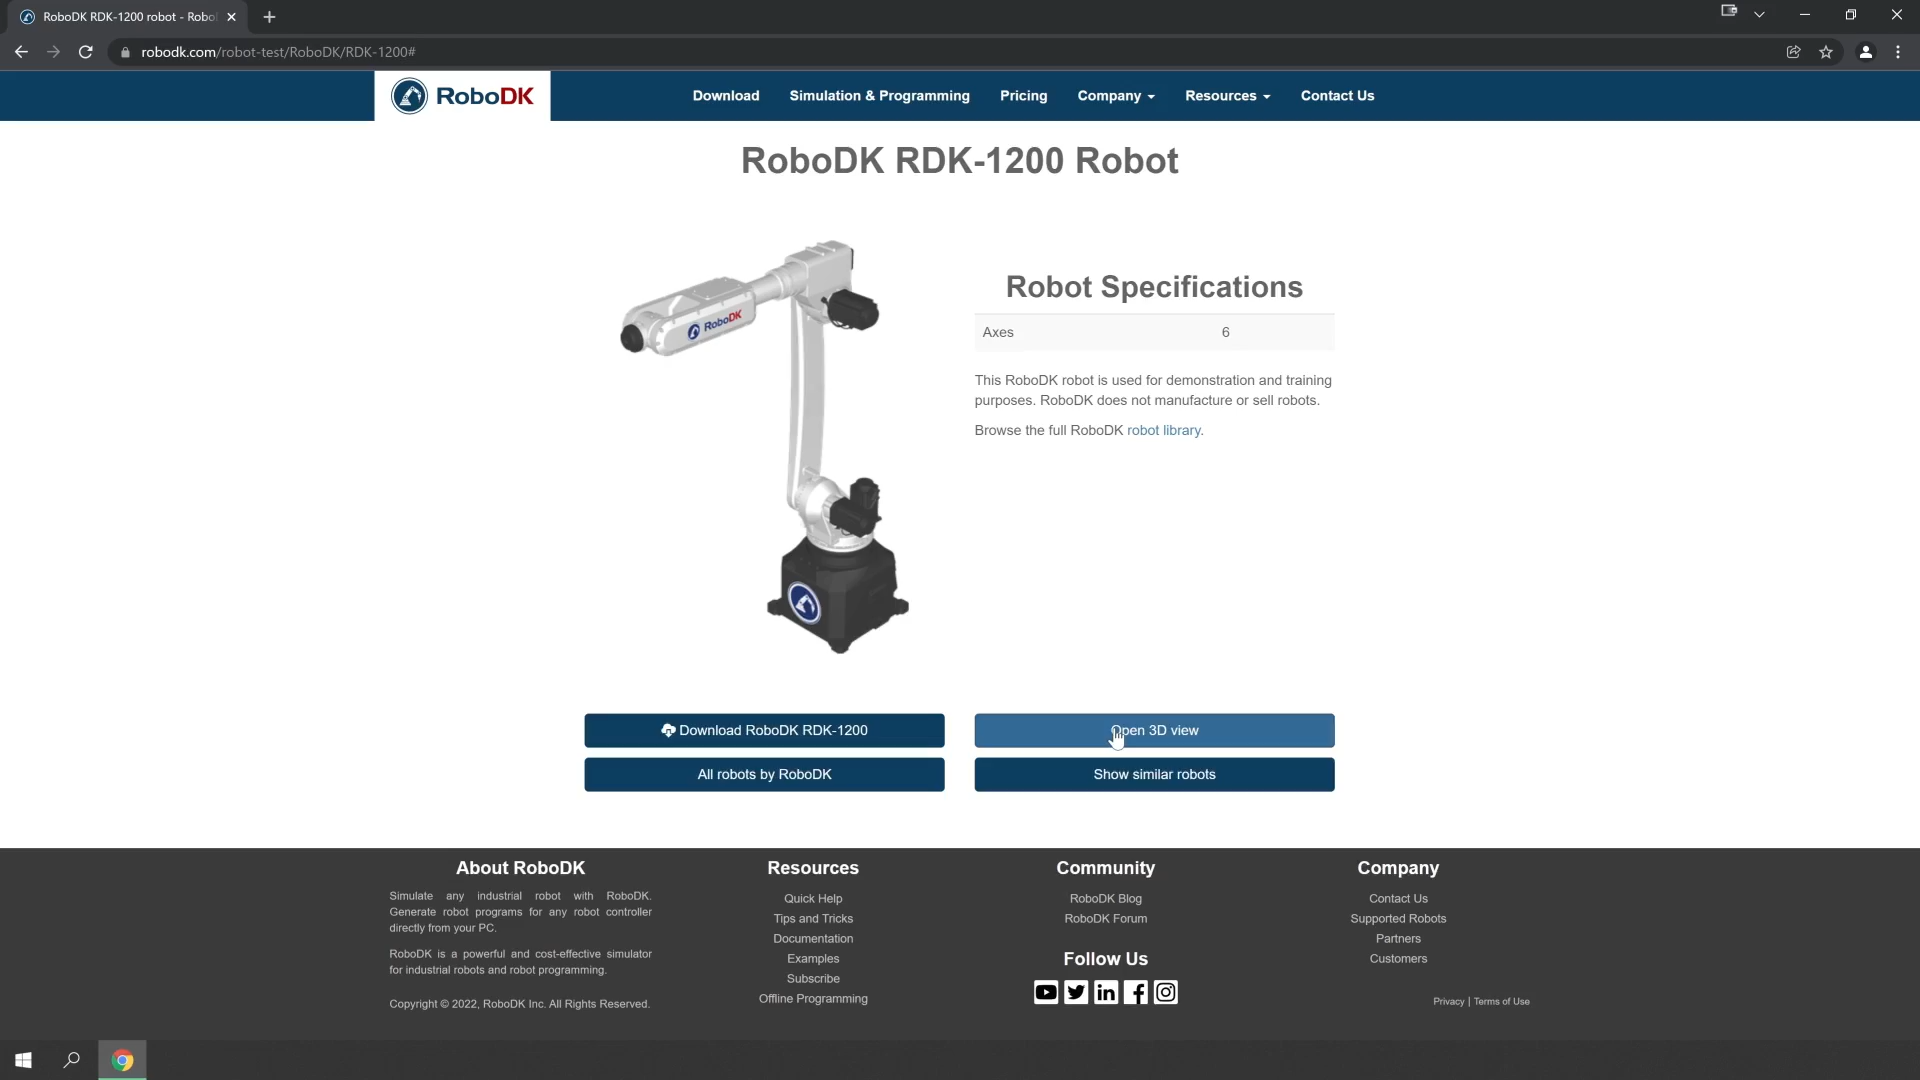 RoboDK RDK-1200 robot - Robo
robodk.com/robot-test/RoboDK/RDK-1200#
RoboDK
Download
Simulation & Programming
Pricing
Company
Resources
Contact Us
RoboDK RDK-1200 Robot
RoboDK
Robot Specifications
Axes 6
This RoboDK robot is used for demonstration and training
purposes. RoboDK does not manufacture or sell robots.
Browse the full RoboDK robot library.
Download RoboDK RDK-1200
Open 3D view
All robots by RoboDK
Show similar robots
About RoboDK
Simulate any industrial robot with RoboDK.
Generate robot programs for any robot controller
directly from your PC.
RoboDK is a powerful and cost-effective simulator
for industrial robots and robot programming.
Copyright © 2022, RoboDK Inc. All Rights Reserved.
Resources
Quick Help
Tips and Tricks
Documentation
Examples
Subscribe
Offline Programming
Community
RoboDK Blog
RoboDK Forum
Follow Us
Company
Contact Us
Supported Robots
Partners
Customers
Privacy | Terms of Use